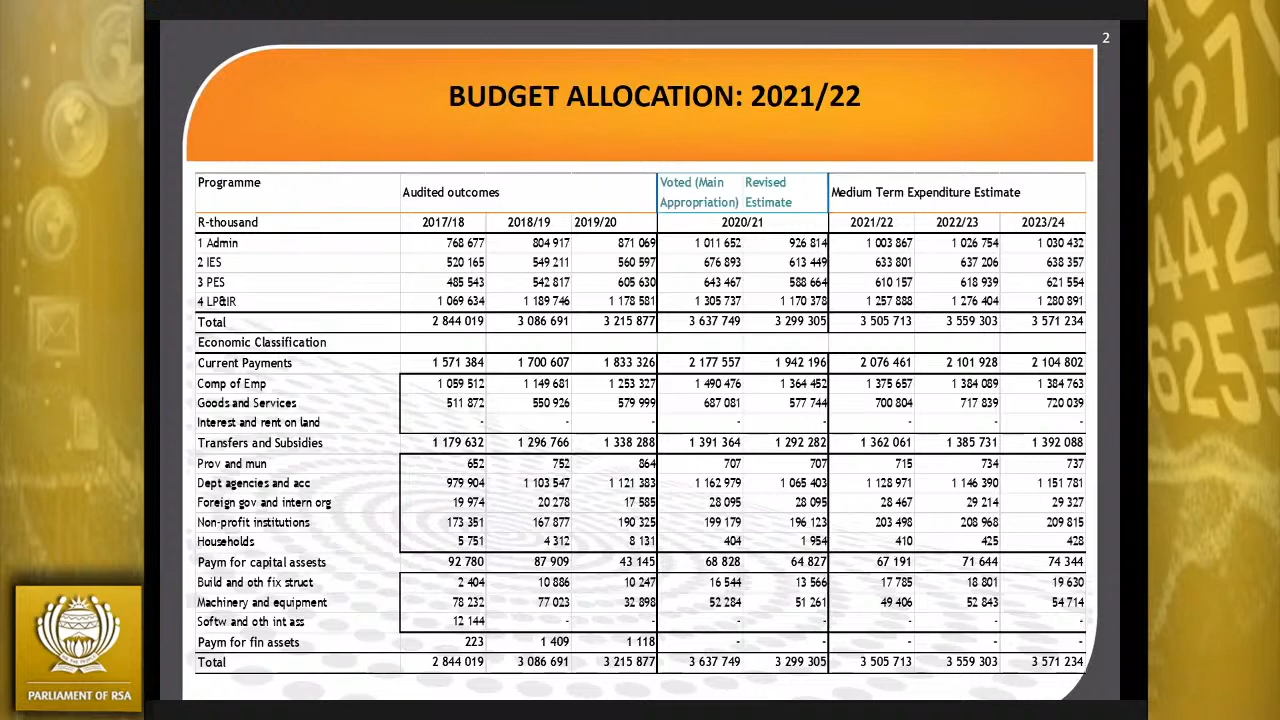 2
BUDGET ALLOCATION: 2021/22
Programme Audited outcomes Voted (Main Appropriation) Revised Estimate Medium Term Expenditure Estimate
R-thousand 2017/18 2018/19 2019/20 2020/21 2021/22 2022/23 2023/24
1 Admin 768 677 804 917 871 069 1 011 652 926 814 1 003 867 1 026 754 1 030 432
2 IES 520 165 549 211 560 597 676 893 613 449 633 801 637 206 638 357
3 PES 485 543 542 817 605 630 643 467 588 664 610 157 618 939 621 554
4 LP&IR 1 069 634 1 189 746 1 178 581 1 305 737 1 170 378 1 257 888 1 276 404 1 280 891
Total 2 844 019 3 086 691 3 215 877 3 637 749 3 299 305 3 505 713 3 559 303 3 571 234
Economic Classification
Current Payments 1 571 384 1 700 607 1 833 326 2 177 557 1 942 196 2 076 461 2 101 928 2 104 802
Comp of Emp 1 059 512 1 149 681 1 253 327 1 490 476 1 364 452 1 375 657 1 384 089 1 384 763
Goods and Services 511 872 550 926 579 999 687 081 577 744 700 804 717 839 720 039
Interest and rent on land - - - - - - - -
Transfers and Subsidies 1 179 632 1 296 766 1 338 288 1 391 364 1 292 282 1 362 061 1 385 731 1 392 088
Prov and mun 652 752 864 707 707 715 734 737
Dept agencies and acc 979 904 1 103 547 1 121 383 1 162 979 1 065 403 1 128 971 1 146 390 1 151 781
Foreign gov and intern org 19 974 20 278 17 585 28 095 28 095 28 467 29 214 29 327
Non-profit institutions 173 351 167 877 190 325 199 179 196 123 203 498 208 968 209 815
Households 5 751 4 312 8 131 404 1 954 410 425 428
Paym for capital assests 92 780 87 909 43 145 68 828 64 827 67 191 71 644 74 344
Build and oth fix struct 2 404 10 886 10 247 16 544 13 566 17 785 18 801 19 630
Machinery and equipment 78 232 77 023 32 898 52 284 51 261 49 406 52 843 54 714
Softw and oth int ass 12 144 - - - - - - -
Paym for fin assets 223 1 409 1 118 - - - - -
Total 2 844 019 3 086 691 3 215 877 3 637 749 3 299 305 3 505 713 3 559 303 3 571 234
PARLIAMENT OF RSA